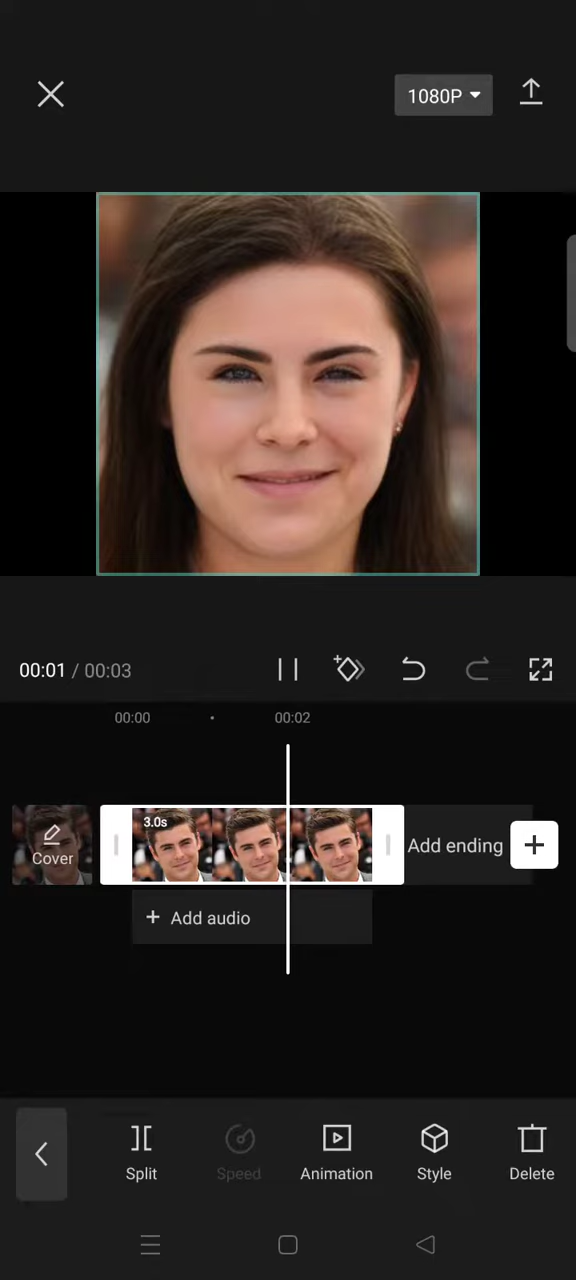 1080P
00:01 / 00:03
00:00
00:02
3.0s
Cover
Add ending
+ Add audio
Split
Speed
Animation
Style
Delete